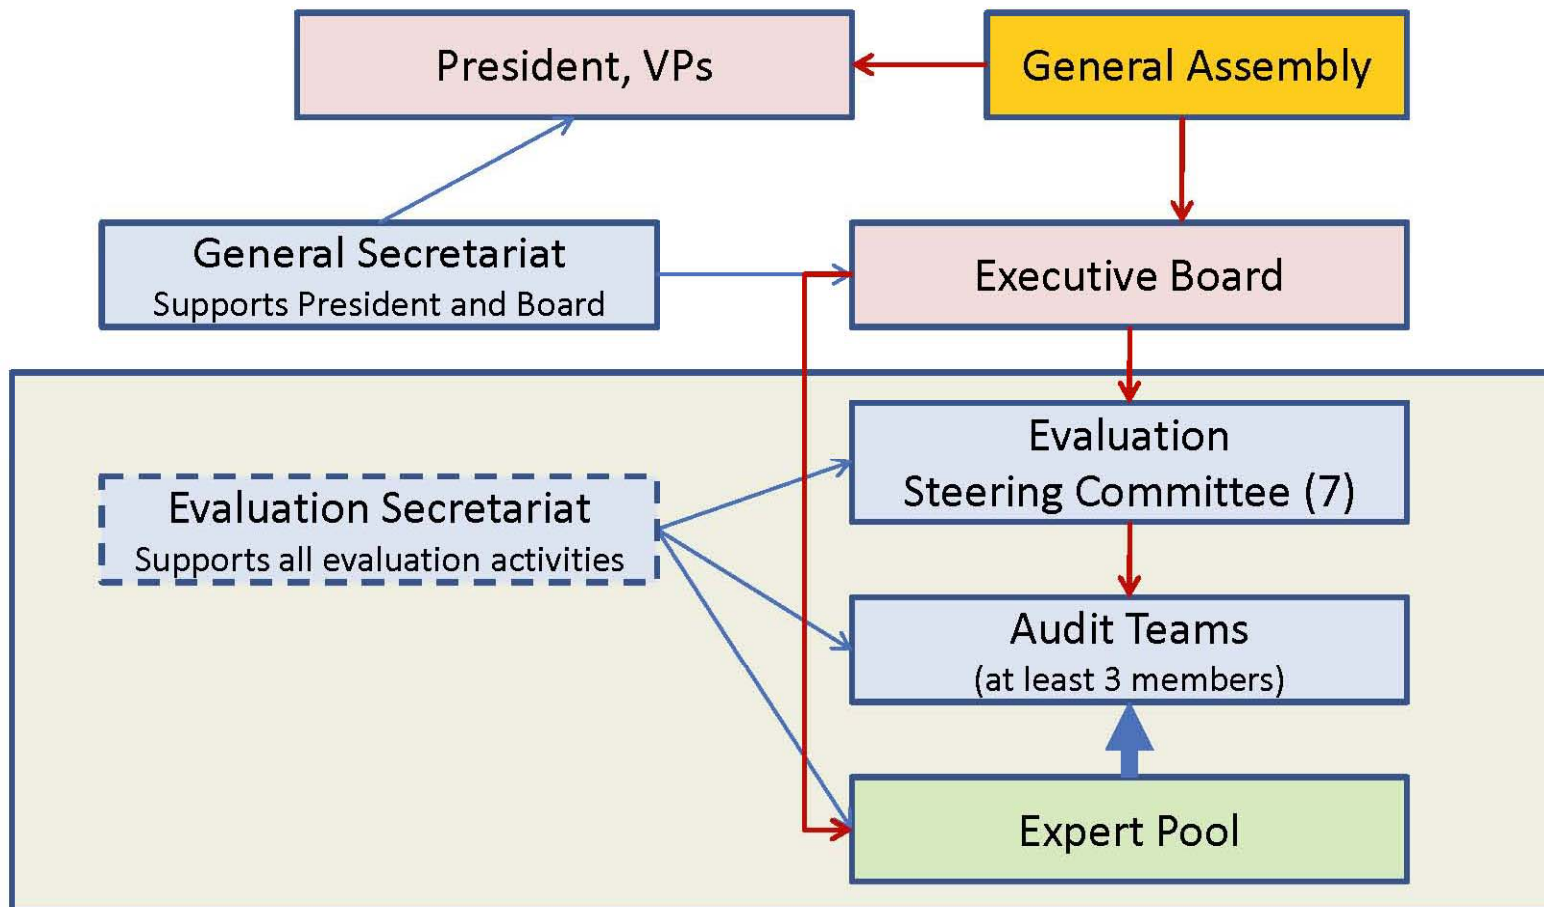 President, VPs
General Assembly
General Secretariat
Supports President and Board
Executive Board
Evaluation
Steering Committee (7)
Evaluation Secretariat
Supports all evaluation activities
Audit Teams
(at least 3 members)
Expert Pool